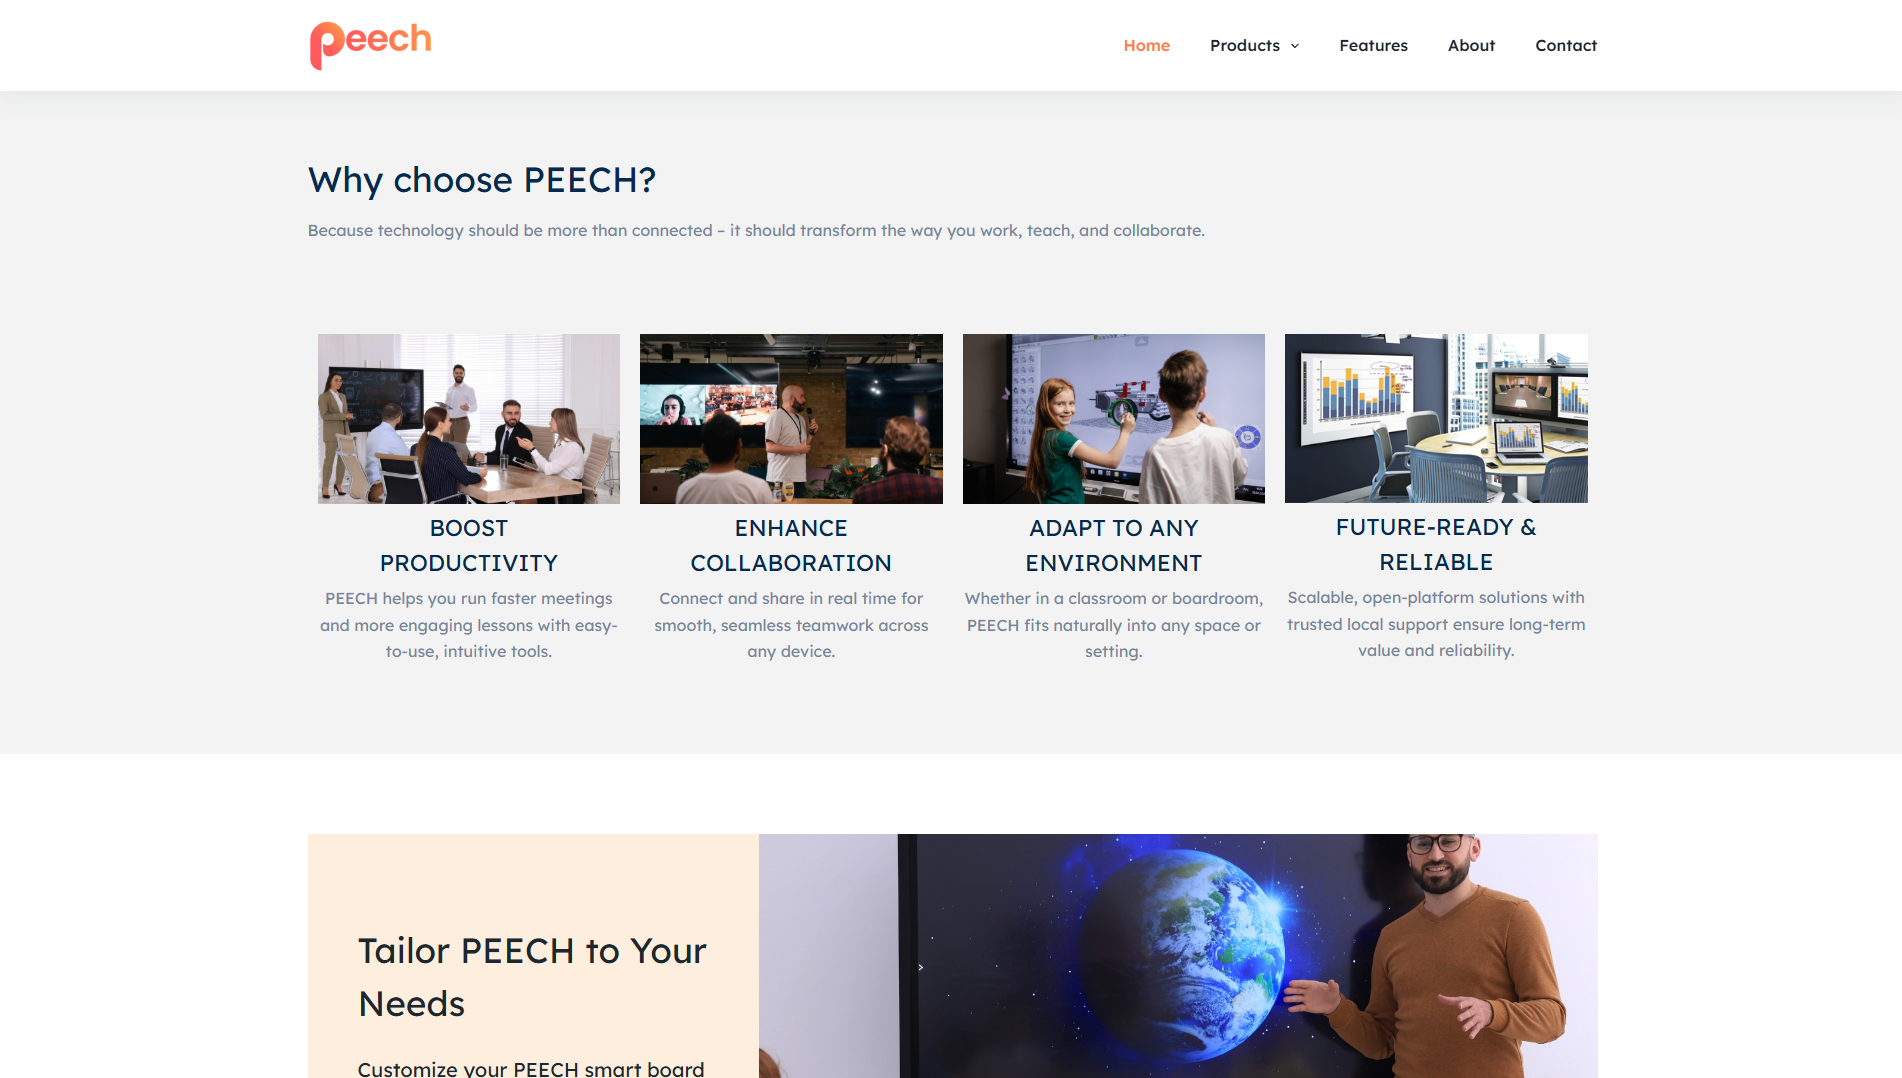 peech
Home
Products
Features
About
Contact
Why choose PEECH?
Because technology should be more than connected – it should transform the way you work, teach, and collaborate.
BOOST
PRODUCTIVITY
PEECH helps you run faster meetings
and more engaging lessons with easy-
to-use, intuitive tools.
ENHANCE
COLLABORATION
Connect and share in real time for
smooth, seamless teamwork across
any device.
ADAPT TO ANY
ENVIRONMENT
Whether in a classroom or boardroom,
PEECH fits naturally into any space or
setting.
FUTURE-READY &
RELIABLE
Scalable, open-platform solutions with
trusted local support ensure long-term
value and reliability.
Tailor PEECH to Your
Needs
Customize your PEECH smart board